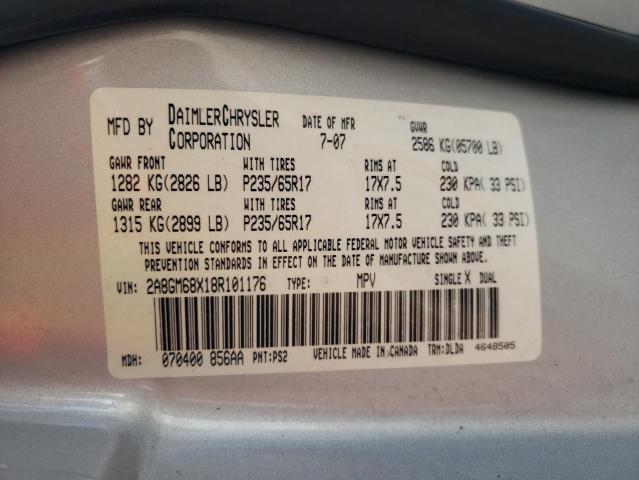 MFD BY DAIMLERCHRYSLER CORPORATION DATE OF MFR 7-07 GVWR 2586 KG(05700 LB)
GAWR FRONT WITH TIRES RIMS AT COLD
1282 KG(2826 LB) P235/65R17 17X7.5 230 KPA( 33 PSI)
GAWR REAR WITH TIRES RIMS AT COLD
1315 KG(2899 LB) P235/65R17 17X7.5 230 KPA( 33 PSI)
THIS VEHICLE CONFORMS TO ALL APPLICABLE FEDERAL MOTOR VEHICLE SAFETY AND THEFT
PREVENTION STANDARDS IN EFFECT ON THE DATE OF MANUFACTURE SHOWN ABOVE.
VIN: 2A8GM68X18R101176 TYPE: MPV SINGLE X DUAL
MDH: 070400 856AA PNT:PS2 VEHICLE MADE IN CANADA TRM:DLDA 4648505